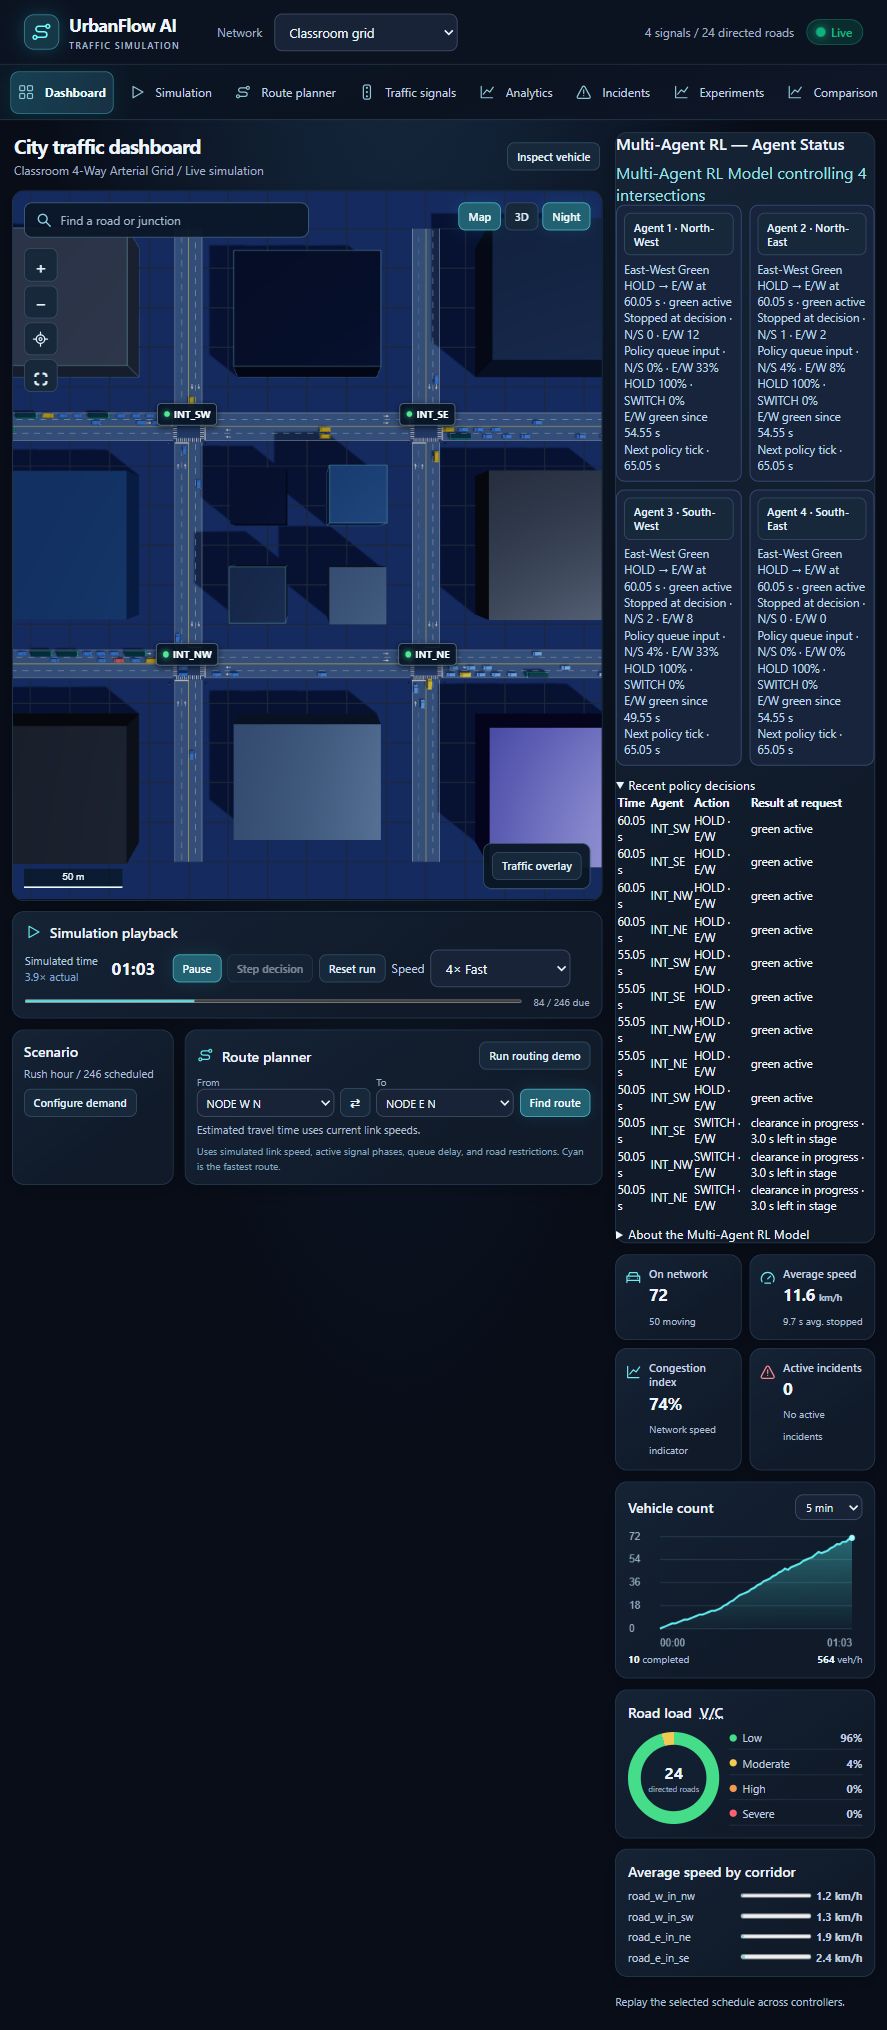 UrbanFlow AI
TRAFFIC SIMULATION
Network
Classroom grid
4 signals / 24 directed roads
Live
Dashboard
Simulation
Route planner
Traffic signals
Analytics
Incidents
Experiments
Comparison
City traffic dashboard
Classroom 4-Way Arterial Grid / Live simulation
Inspect vehicle
Find a road or junction
Map
3D
Night
+
−
INT_SW
INT_SE
INT_NW
INT_NE
50 m
Traffic overlay
Simulation playback
Simulated time
3.9× actual
01:03
Pause
Step decision
Reset run
Speed
4× Fast
84 / 246 due
Scenario
Rush hour / 246 scheduled
Configure demand
Route planner
Run routing demo
From
NODE W N
⇄
To
NODE E N
Find route
Estimated travel time uses current link speeds.
Uses simulated link speed, active signal phases, queue delay, and road restrictions. Cyan
is the fastest route.
Multi-Agent RL — Agent Status
Multi-Agent RL Model controlling 4
intersections
Agent 1 · North-
West
East-West Green
HOLD → E/W at
60.05 s · green active
Stopped at decision ·
N/S 0 · E/W 12
Policy queue input ·
N/S 0% · E/W 33%
HOLD 100% ·
SWITCH 0%
E/W green since
54.55 s
Next policy tick ·
65.05 s
Agent 2 · North-
East
East-West Green
HOLD → E/W at
60.05 s · green active
Stopped at decision ·
N/S 1 · E/W 2
Policy queue input ·
N/S 4% · E/W 8%
HOLD 100% ·
SWITCH 0%
E/W green since
54.55 s
Next policy tick ·
65.05 s
Agent 3 · South-
West
East-West Green
HOLD → E/W at
60.05 s · green active
Stopped at decision ·
N/S 2 · E/W 8
Policy queue input ·
N/S 4% · E/W 33%
HOLD 100% ·
SWITCH 0%
E/W green since
49.55 s
Next policy tick ·
65.05 s
Agent 4 · South-
East
East-West Green
HOLD → E/W at
60.05 s · green active
Stopped at decision ·
N/S 0 · E/W 0
Policy queue input ·
N/S 0% · E/W 0%
HOLD 100% ·
SWITCH 0%
E/W green since
54.55 s
Next policy tick ·
65.05 s
▼ Recent policy decisions
Time Agent Action Result at request
60.05 s INT_SW HOLD · E/W green active
60.05 s INT_SE HOLD · E/W green active
60.05 s INT_NW HOLD · E/W green active
60.05 s INT_NE HOLD · E/W green active
55.05 s INT_SW HOLD · E/W green active
55.05 s INT_SE HOLD · E/W green active
55.05 s INT_NW HOLD · E/W green active
55.05 s INT_NE HOLD · E/W green active
50.05 s INT_SW HOLD · E/W green active
50.05 s INT_SE SWITCH · E/W clearance in progress · 3.0 s left in stage
50.05 s INT_NW SWITCH · E/W clearance in progress · 3.0 s left in stage
50.05 s INT_NE SWITCH · E/W clearance in progress · 3.0 s left in stage
▶ About the Multi-Agent RL Model
On network
72
50 moving
Average speed
11.6 km/h
9.7 s avg. stopped
Congestion
index
74%
Network speed
indicator
Active incidents
0
No active
incidents
Vehicle count
5 min
72
54
36
18
0
00:00
01:03
10 completed
564 veh/h
Road load V/C
24
directed roads
Low 96%
Moderate 4%
High 0%
Severe 0%
Average speed by corridor
road_w_in_nw 1.2 km/h
road_w_in_sw 1.3 km/h
road_e_in_ne 1.9 km/h
road_e_in_se 2.4 km/h
Replay the selected schedule across controllers.